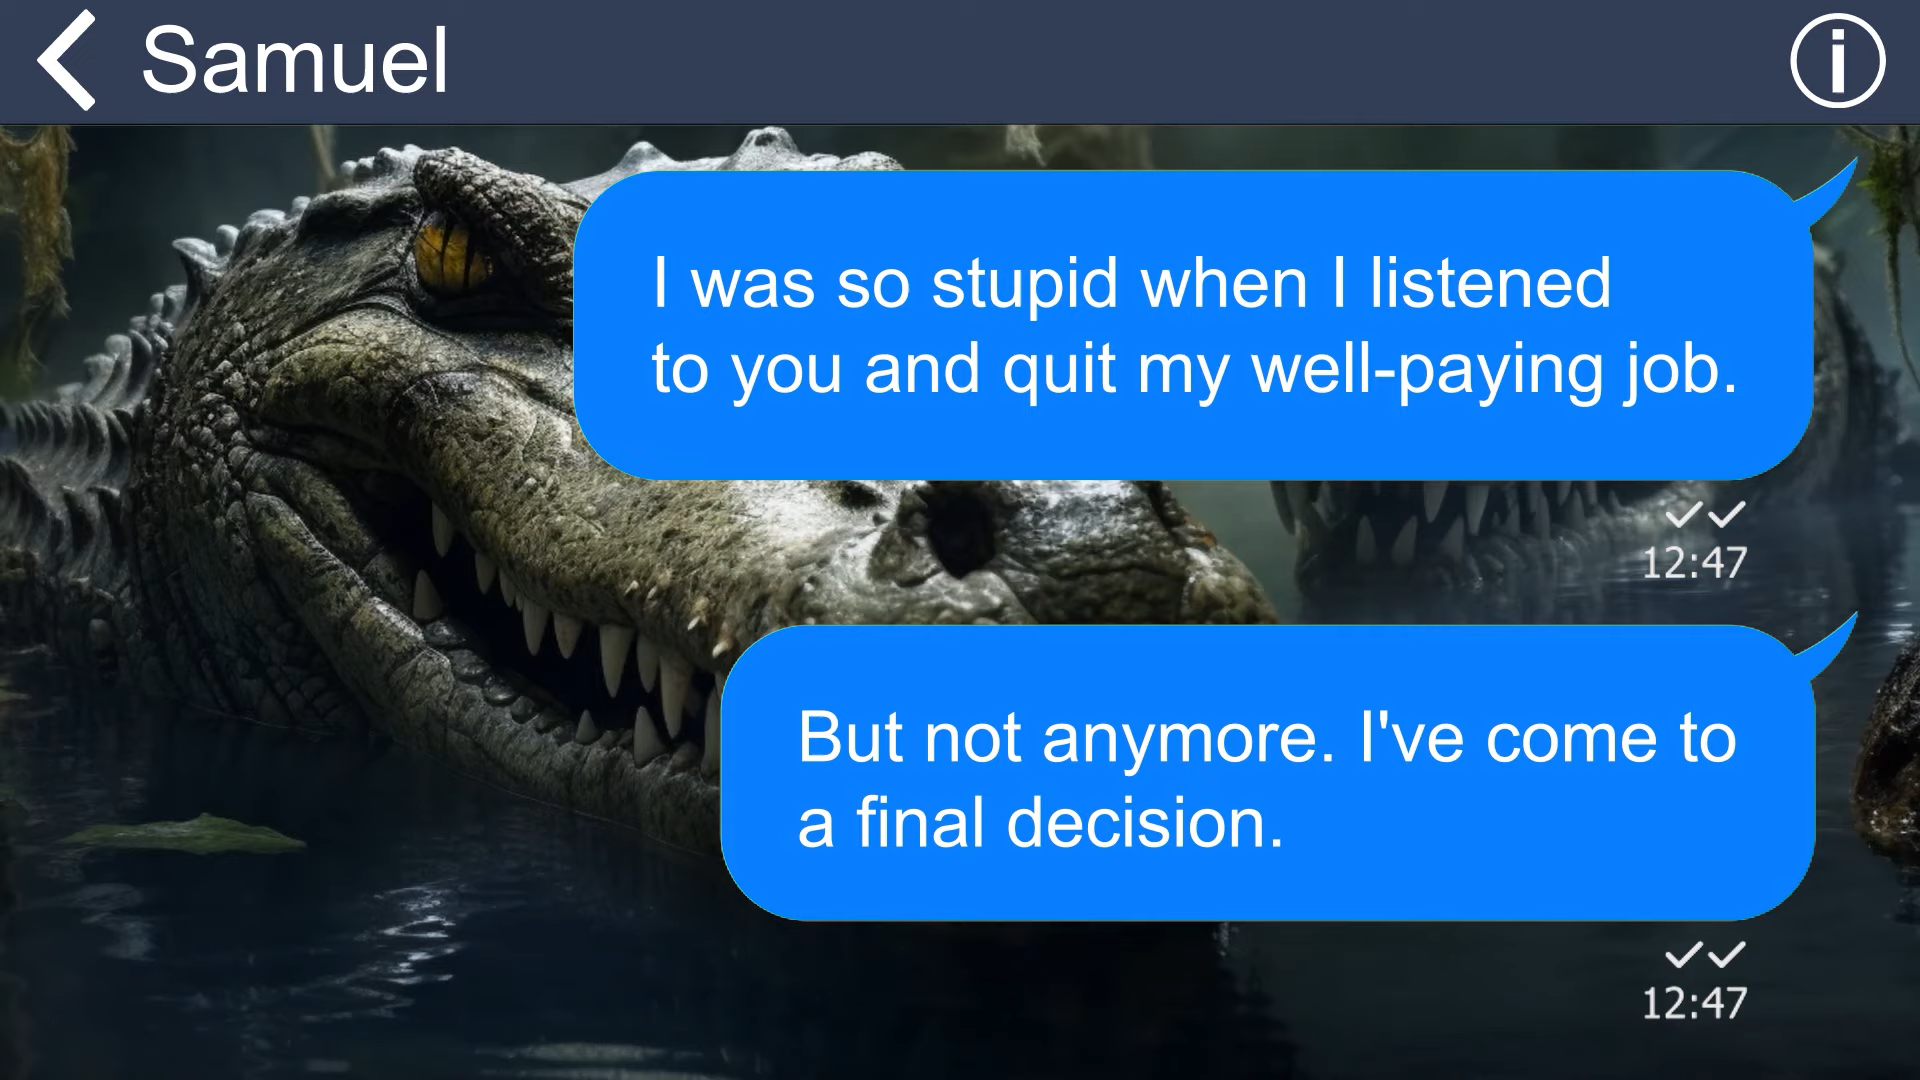 Samuel
I was so stupid when I listened
to you and quit my well-paying job.
12:47
But not anymore. I've come to
a final decision.
12:47